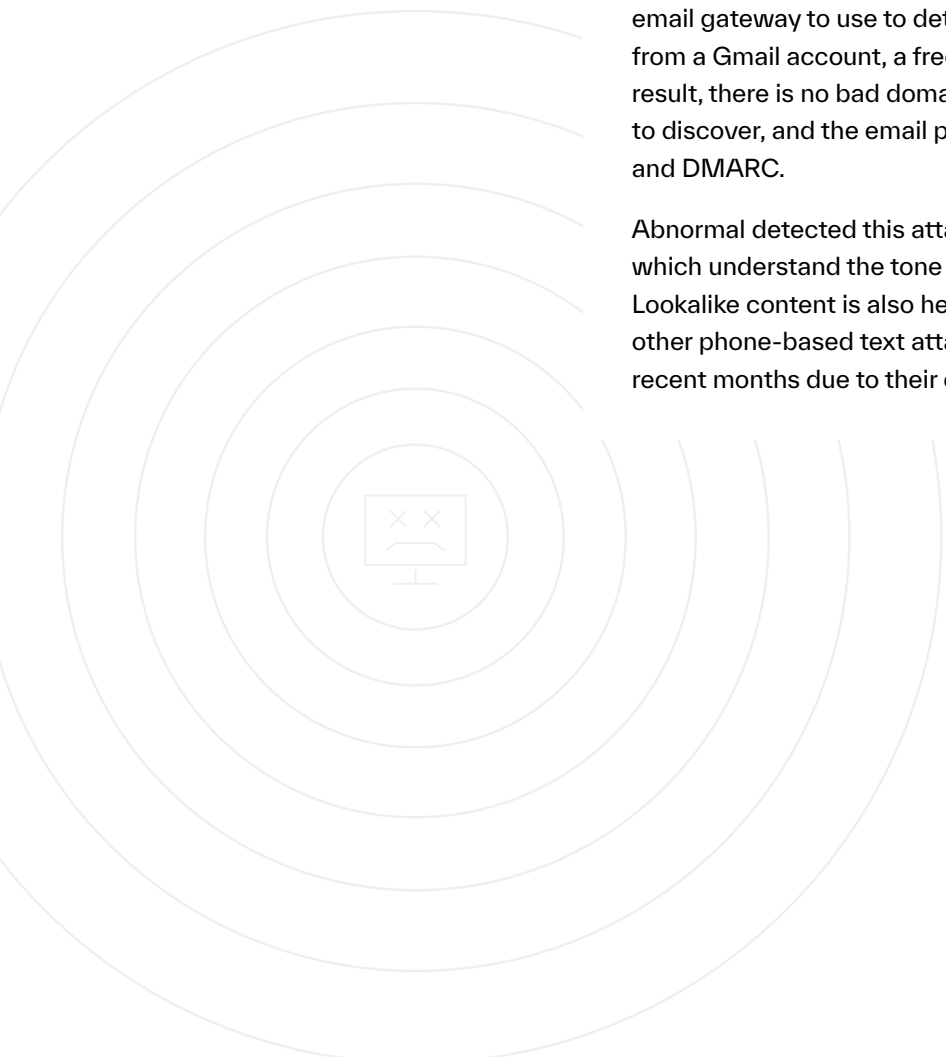 email gateway to use to det
from a Gmail account, a fre
result, there is no bad doma
to discover, and the email p
and DMARC.
Abnormal detected this atta
which understand the tone
Lookalike content is also he
other phone-based text atta
recent months due to their